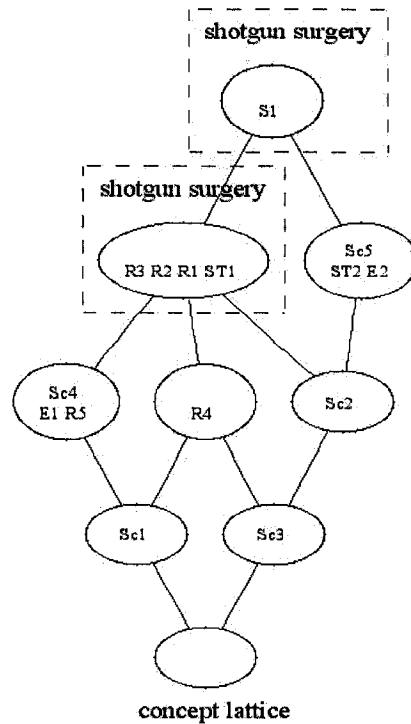 shotgun surgery
S1
shotgun surgery
R3 R2 R1 ST1
Sc5
ST2 E2
Sc4
E1 R5
R4
Sc2
Sc1
Sc3
concept lattice